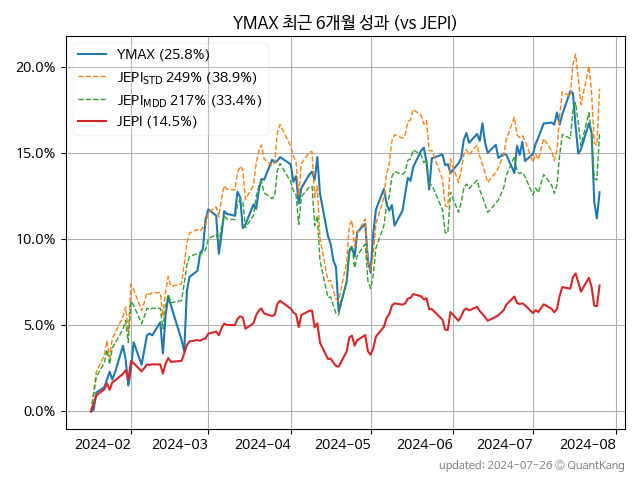 YMAX 최근 6개월 성과 (vs JEPI)
YMAX (25.8%)
JEPI_STD 249% (38.9%)
JEPI_MDD 217% (33.4%)
JEPI (14.5%)
20.0%
15.0%
10.0%
5.0%
0.0%
2024-02 2024-03 2024-04 2024-05 2024-06 2024-07 2024-08
updated: 2024-07-26 © QuantKang